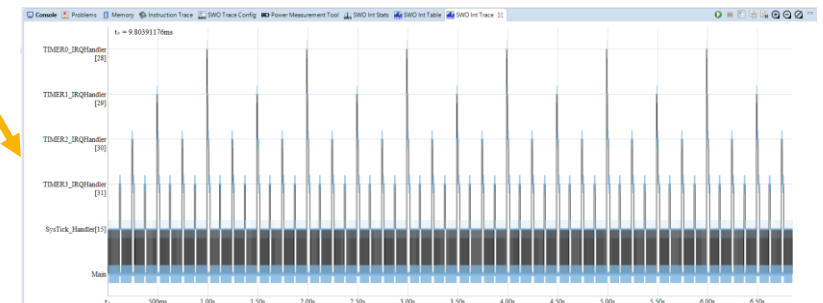 Console Problems Memory Instruction Trace SWO Trace Config Power Measurement Tool SWO Int Stats SWO Int Table SWO Int Trace
t₀ = 9.80391176ms
TIMER0_IRQHandler
[28]
TIMER1_IRQHandler
[29]
TIMER2_IRQHandler
[30]
TIMER3_IRQHandler
[31]
SysTick_Handler[15]
Main
500ms 1.00s 1.50s 2.00s 2.50s 3.00s 3.50s 4.00s 4.50s 5.00s 5.50s 6.00s 6.50s